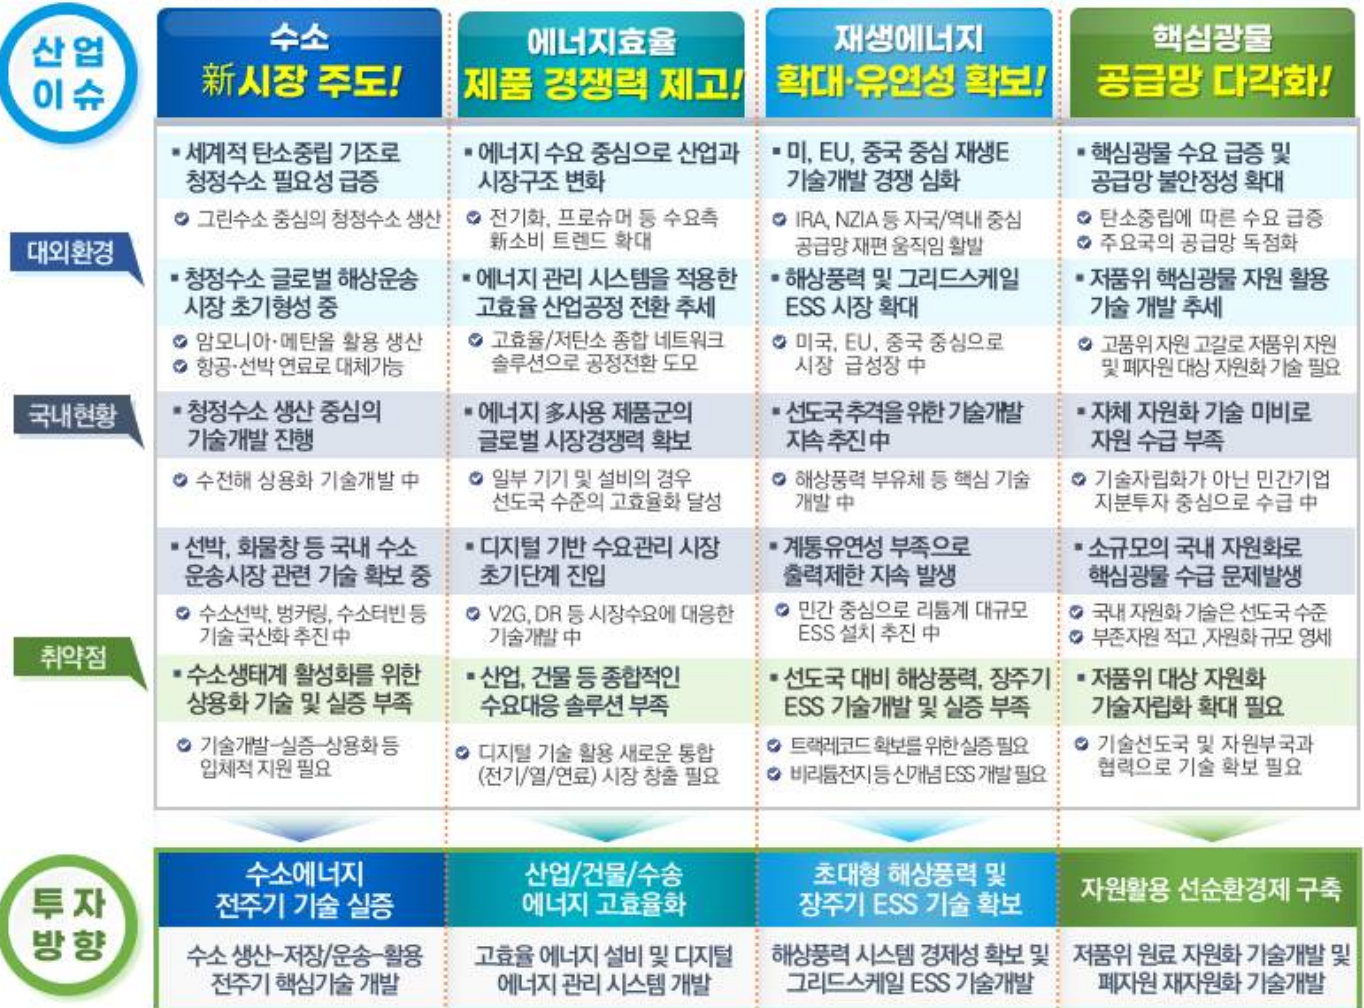 산업
이슈
수소
新시장 주도!
에너지효율
제품 경쟁력 제고!
재생에너지
확대·유연성 확보!
핵심광물
공급망 다각화!
대외환경
▪ 세계적 탄소중립 기조로
청정수소 필요성 급증
그린수소 중심의 청정수소 생산
▪ 청정수소 글로벌 해상운송
시장 초기형성 중
암모니아·메탄올 활용 생산
항공·선박 연료로 대체가능
▪ 에너지 수요 중심으로 산업과
시장구조 변화
전기화, 프로슈머 등 수요측
新소비 트렌드 확대
▪ 에너지 관리 시스템을 적용한
고효율 산업공정 전환 추세
고효율/저탄소 종합 네트워크
솔루션으로 공정전환 도모
▪ 미, EU, 중국 중심 재생E
기술개발 경쟁 심화
IRA, NZIA 등 자국/역내 중심
공급망 재편 움직임 활발
▪ 해상풍력 및 그리드스케일
ESS 시장 확대
미국, EU, 중국 중심으로
시장 급성장 中
▪ 핵심광물 수요 급증 및
공급망 불안정성 확대
탄소중립에 따른 수요 급증
주요국의 공급망 독점화
▪ 저품위 핵심광물 자원 활용
기술 개발 추세
고품위 자원 고갈로 저품위 자원
및 폐자원 대상 자원화 기술 필요
국내현황
▪ 청정수소 생산 중심의
기술개발 진행
수전해 상용화 기술개발 中
▪ 선박, 화물창 등 국내 수소
운송시장 관련 기술 확보 중
수소선박, 벙커링, 수소터빈 등
기술 국산화 추진 中
▪ 에너지 多사용 제품군의
글로벌 시장경쟁력 확보
일부 기기 및 설비의 경우
선도국 수준의 고효율화 달성
▪ 디지털 기반 수요관리 시장
초기단계 진입
V2G, DR 등 시장수요에 대응한
기술개발 中
▪ 선도국 추격을 위한 기술개발
지속 추진 中
해상풍력 부유체 등 핵심 기술
개발 中
▪ 계통유연성 부족으로
출력제한 지속 발생
민간 중심으로 리튬계 대규모
ESS 설치 추진 中
▪ 자체 자원화 기술 미비로
자원 수급 부족
기술자립화가 아닌 민간기업
지분투자 중심으로 수급 中
▪ 소규모의 국내 자원화로
핵심광물 수급 문제발생
국내 자원화 기술은 선도국 수준
부존자원 적고 ,자원화 규모 영세
취약점
▪ 수소생태계 활성화를 위한
상용화 기술 및 실증 부족
기술개발–실증–상용화 등
입체적 지원 필요
▪ 산업, 건물 등 종합적인
수요대응 솔루션 부족
디지털 기술 활용 새로운 통합
(전기/열/연료) 시장 창출 필요
▪ 선도국 대비 해상풍력, 장주기
ESS 기술개발 및 실증 부족
트랙레코드 확보를 위한 실증 필요
비리튬전지 등 신개념 ESS 개발 필요
▪ 저품위 대상 자원화
기술자립화 확대 필요
기술선도국 및 자원부국과
협력으로 기술 확보 필요
투자
방향
수소에너지
전주기 기술 실증
수소 생산–저장/운송–활용
전주기 핵심기술 개발
산업/건물/수송
에너지 고효율화
고효율 에너지 설비 및 디지털
에너지 관리 시스템 개발
초대형 해상풍력 및
장주기 ESS 기술 확보
해상풍력 시스템 경제성 확보 및
그리드스케일 ESS 기술개발
자원활용 선순환경제 구축
저품위 원료 자원화 기술개발 및
폐자원 재자원화 기술개발